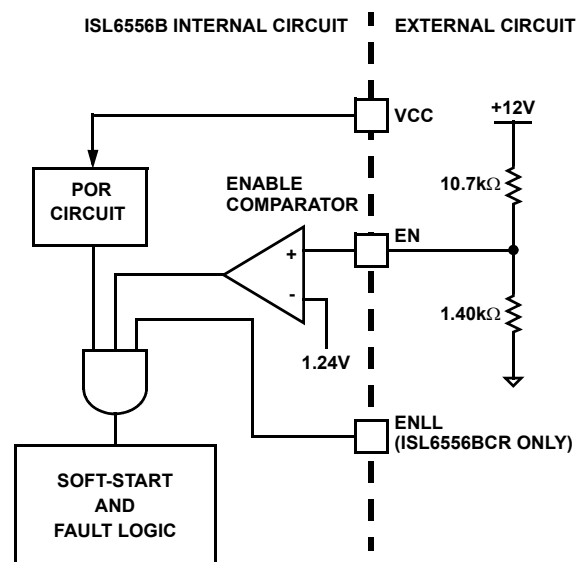 ISL6556B INTERNAL CIRCUIT
EXTERNAL CIRCUIT
VCC
+12V
POR
CIRCUIT
ENABLE
COMPARATOR
10.7kΩ
EN
+
-
1.24V
1.40kΩ
ENLL
(ISL6556BCR ONLY)
SOFT-START
AND
FAULT LOGIC